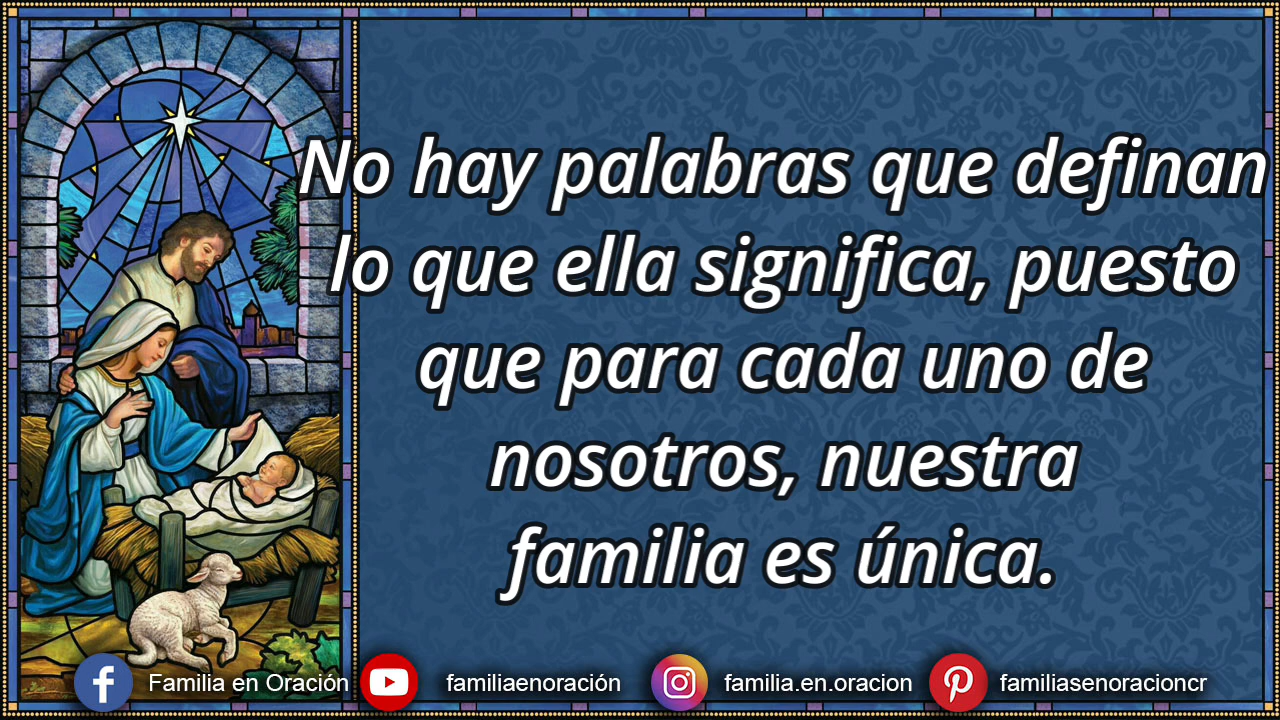 No hay palabras que definan
lo que ella significa, puesto
que para cada uno de
nosotros, nuestra
familia es única.
Familia en Oración familiaenoración familia.en.oracion familiasenoracioncr